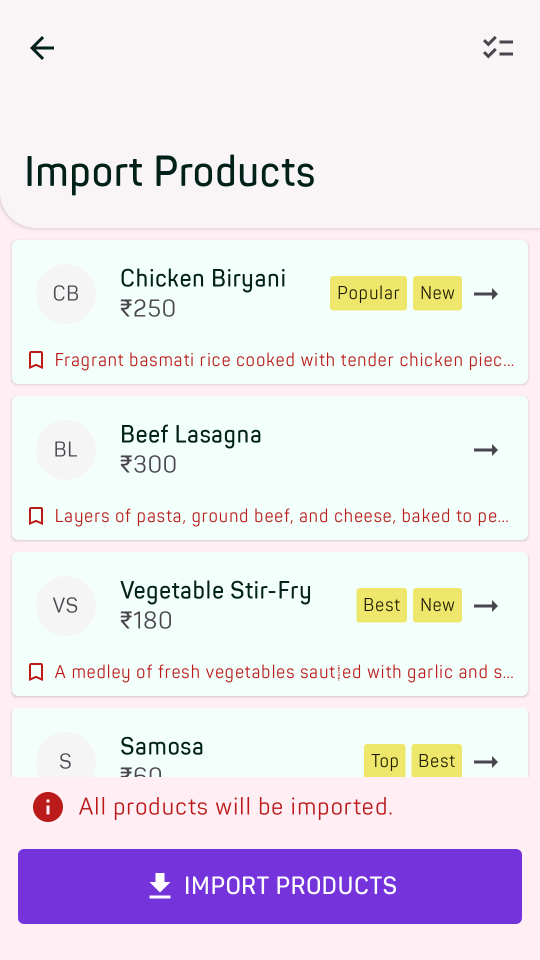 Import Products
CB
Chicken Biryani
₹250
Popular
New
Fragrant basmati rice cooked with tender chicken piec...
BL
Beef Lasagna
₹300
Layers of pasta, ground beef, and cheese, baked to pe...
VS
Vegetable Stir-Fry
₹180
Best
New
A medley of fresh vegetables saut¦ed with garlic and s...
S
Samosa
₹60
Top
Best
All products will be imported.
IMPORT PRODUCTS